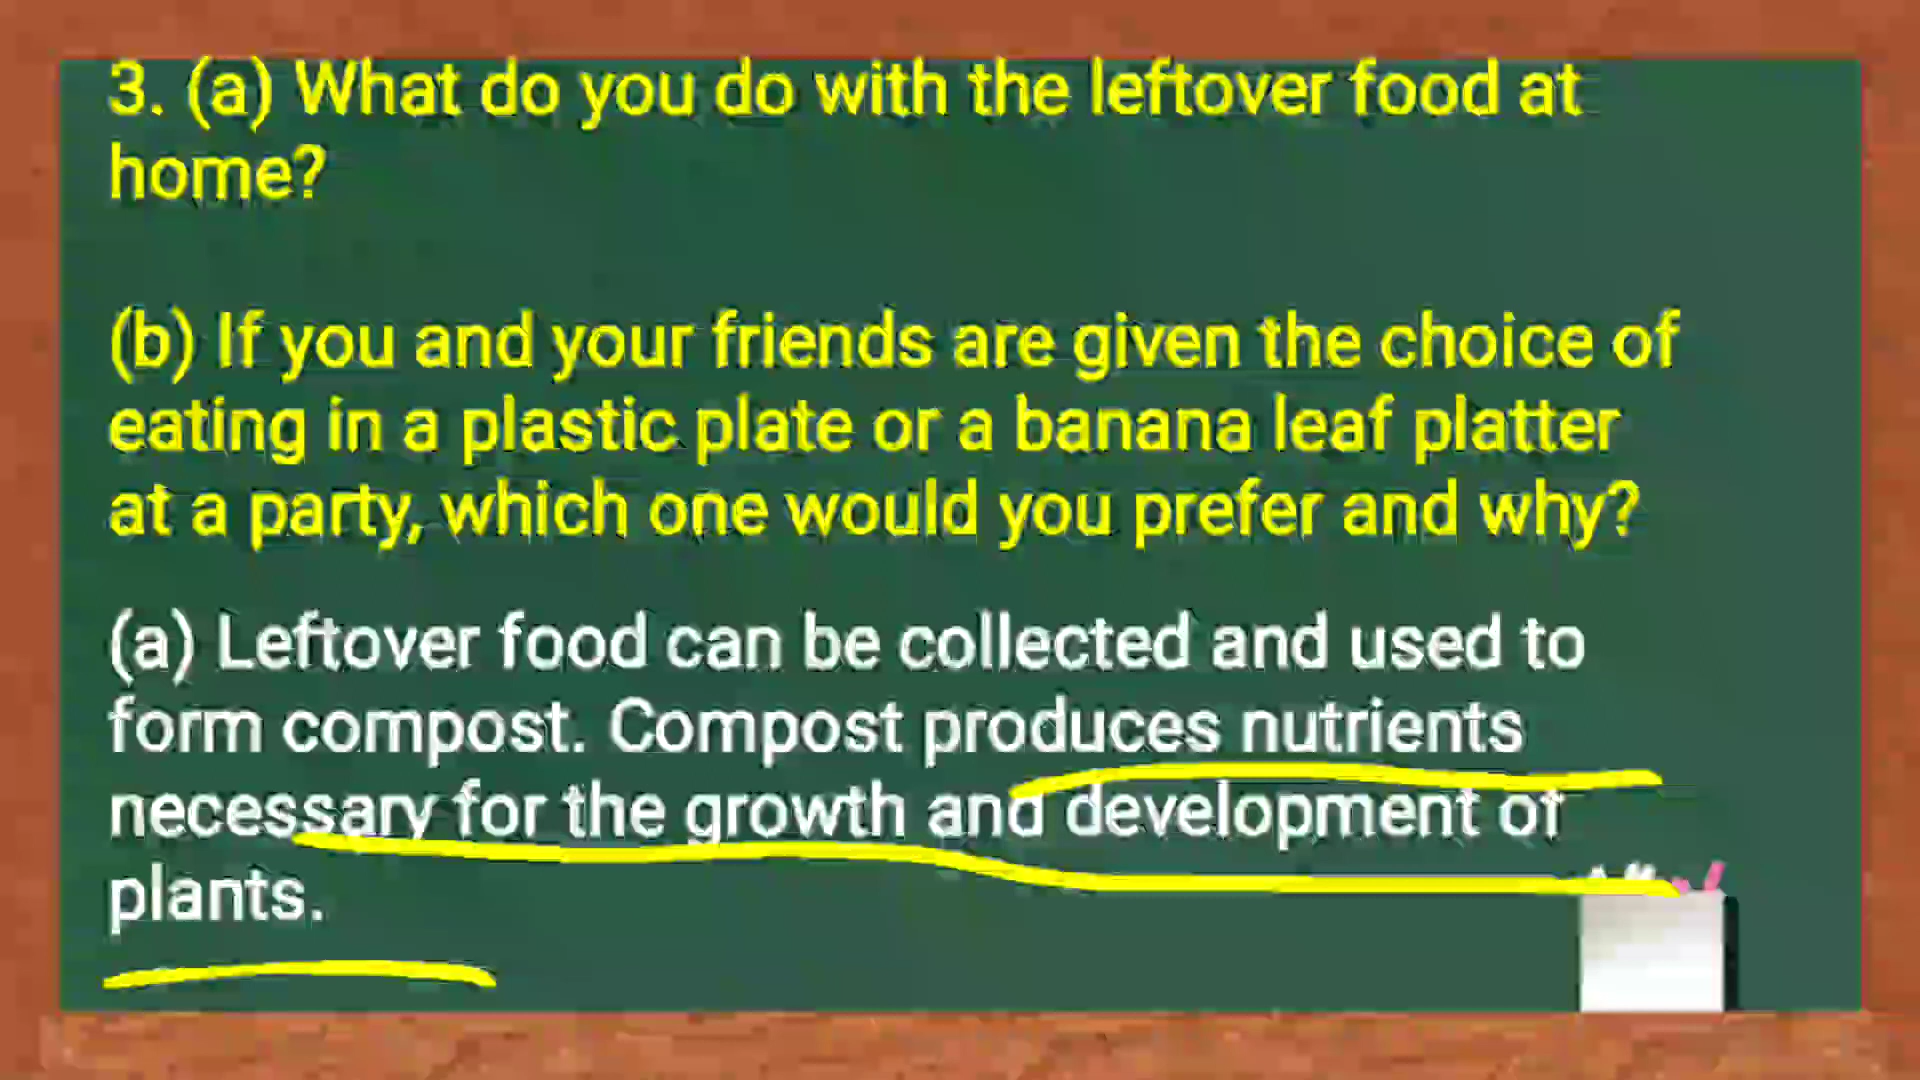 3. (a) What do you do with the leftover food at
home?
(b) If you and your friends are given the choice of
eating in a plastic plate or a banana leaf platter
at a party, which one would you prefer and why?
(a) Leftover food can be collected and used to
form compost. Compost produces nutrients
necessary for the growth and development of
plants.